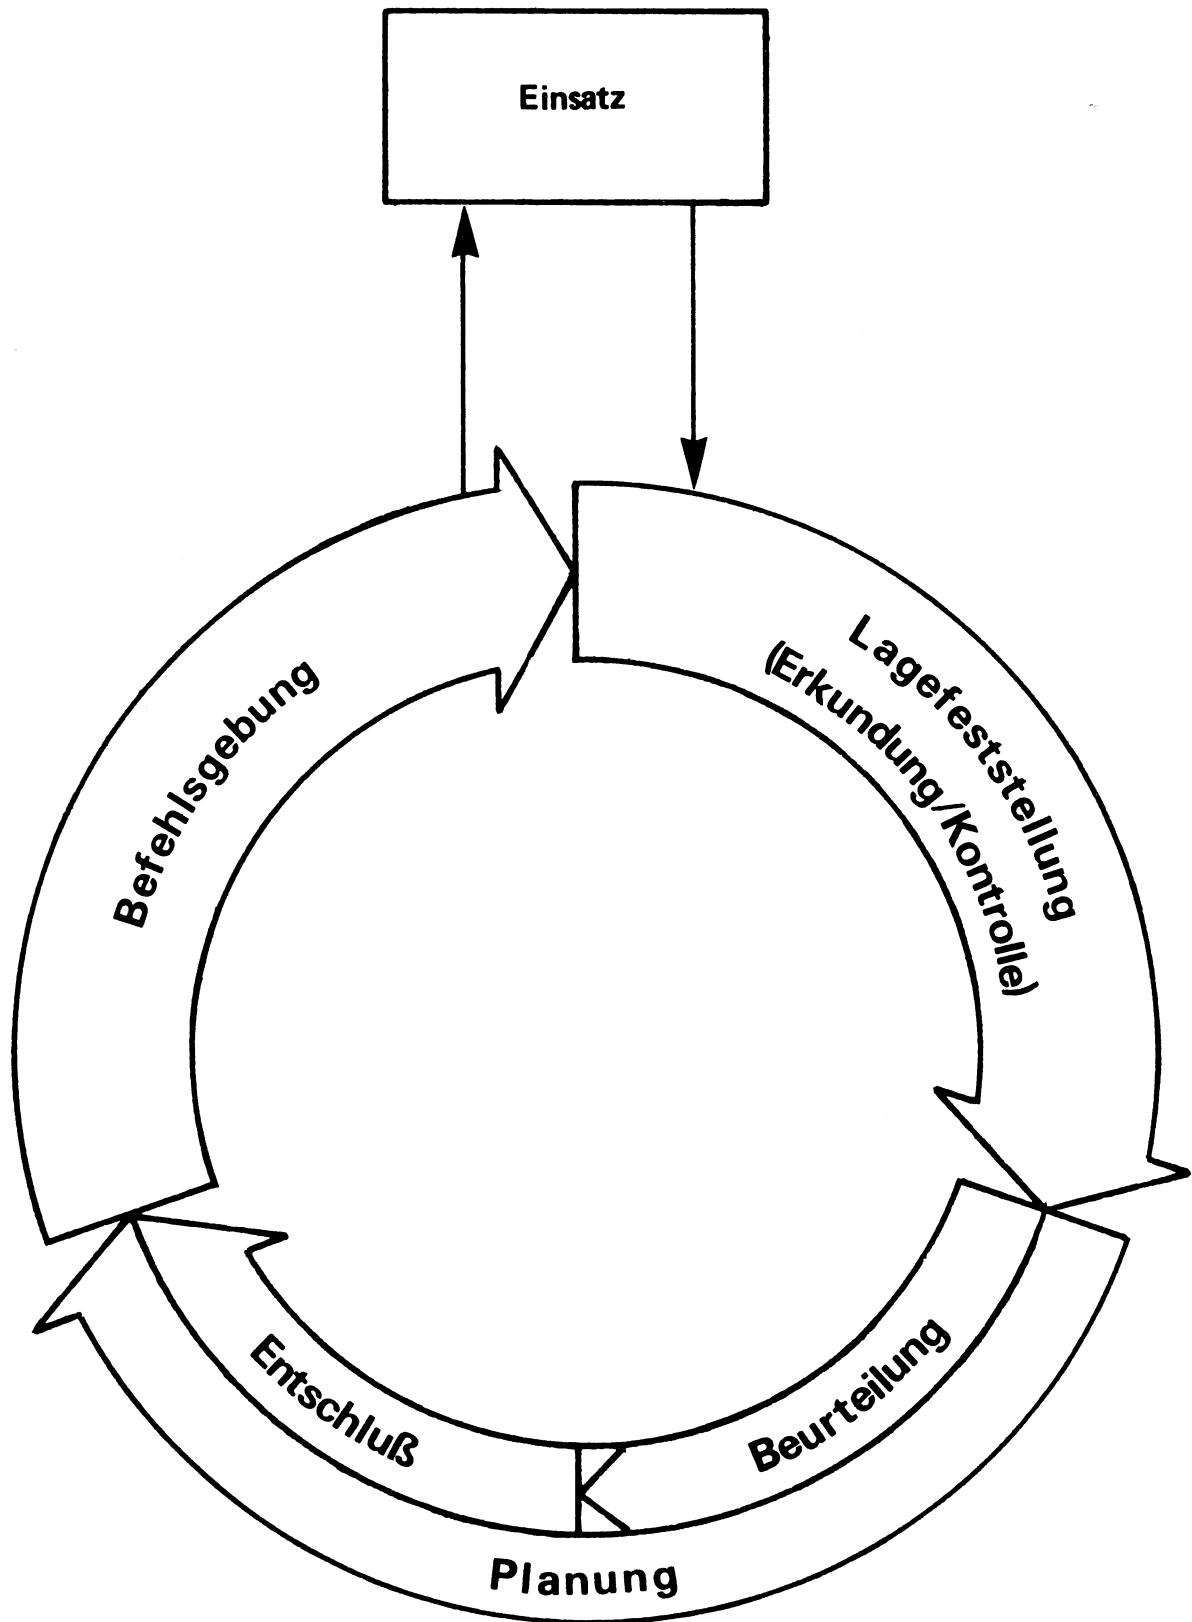 Einsatz
Lagefeststellung
(Erkundung/Kontrolle)
Beurteilung
Entschluß
Planung
Befehlsgebung